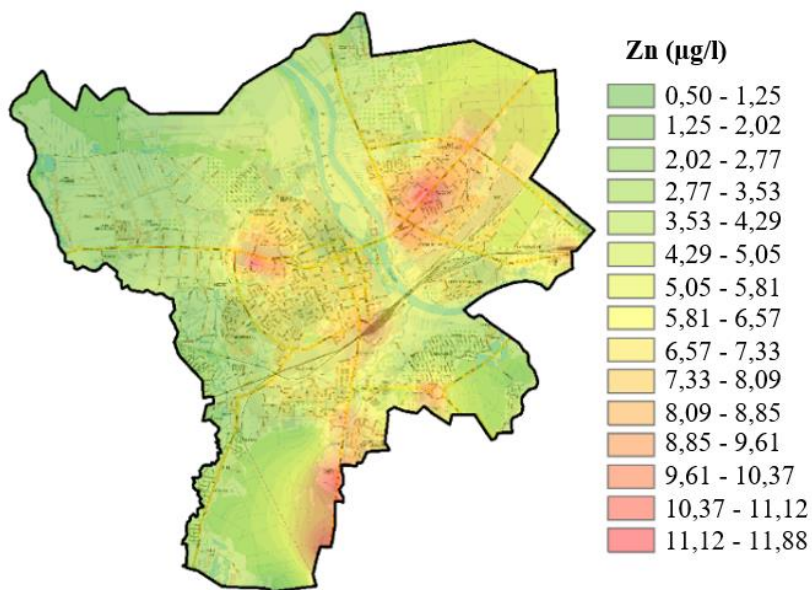 Zn (µg/l)
0,50 - 1,25
1,25 - 2,02
2,02 - 2,77
2,77 - 3,53
3,53 - 4,29
4,29 - 5,05
5,05 - 5,81
5,81 - 6,57
6,57 - 7,33
7,33 - 8,09
8,09 - 8,85
8,85 - 9,61
9,61 - 10,37
10,37 - 11,12
11,12 - 11,88